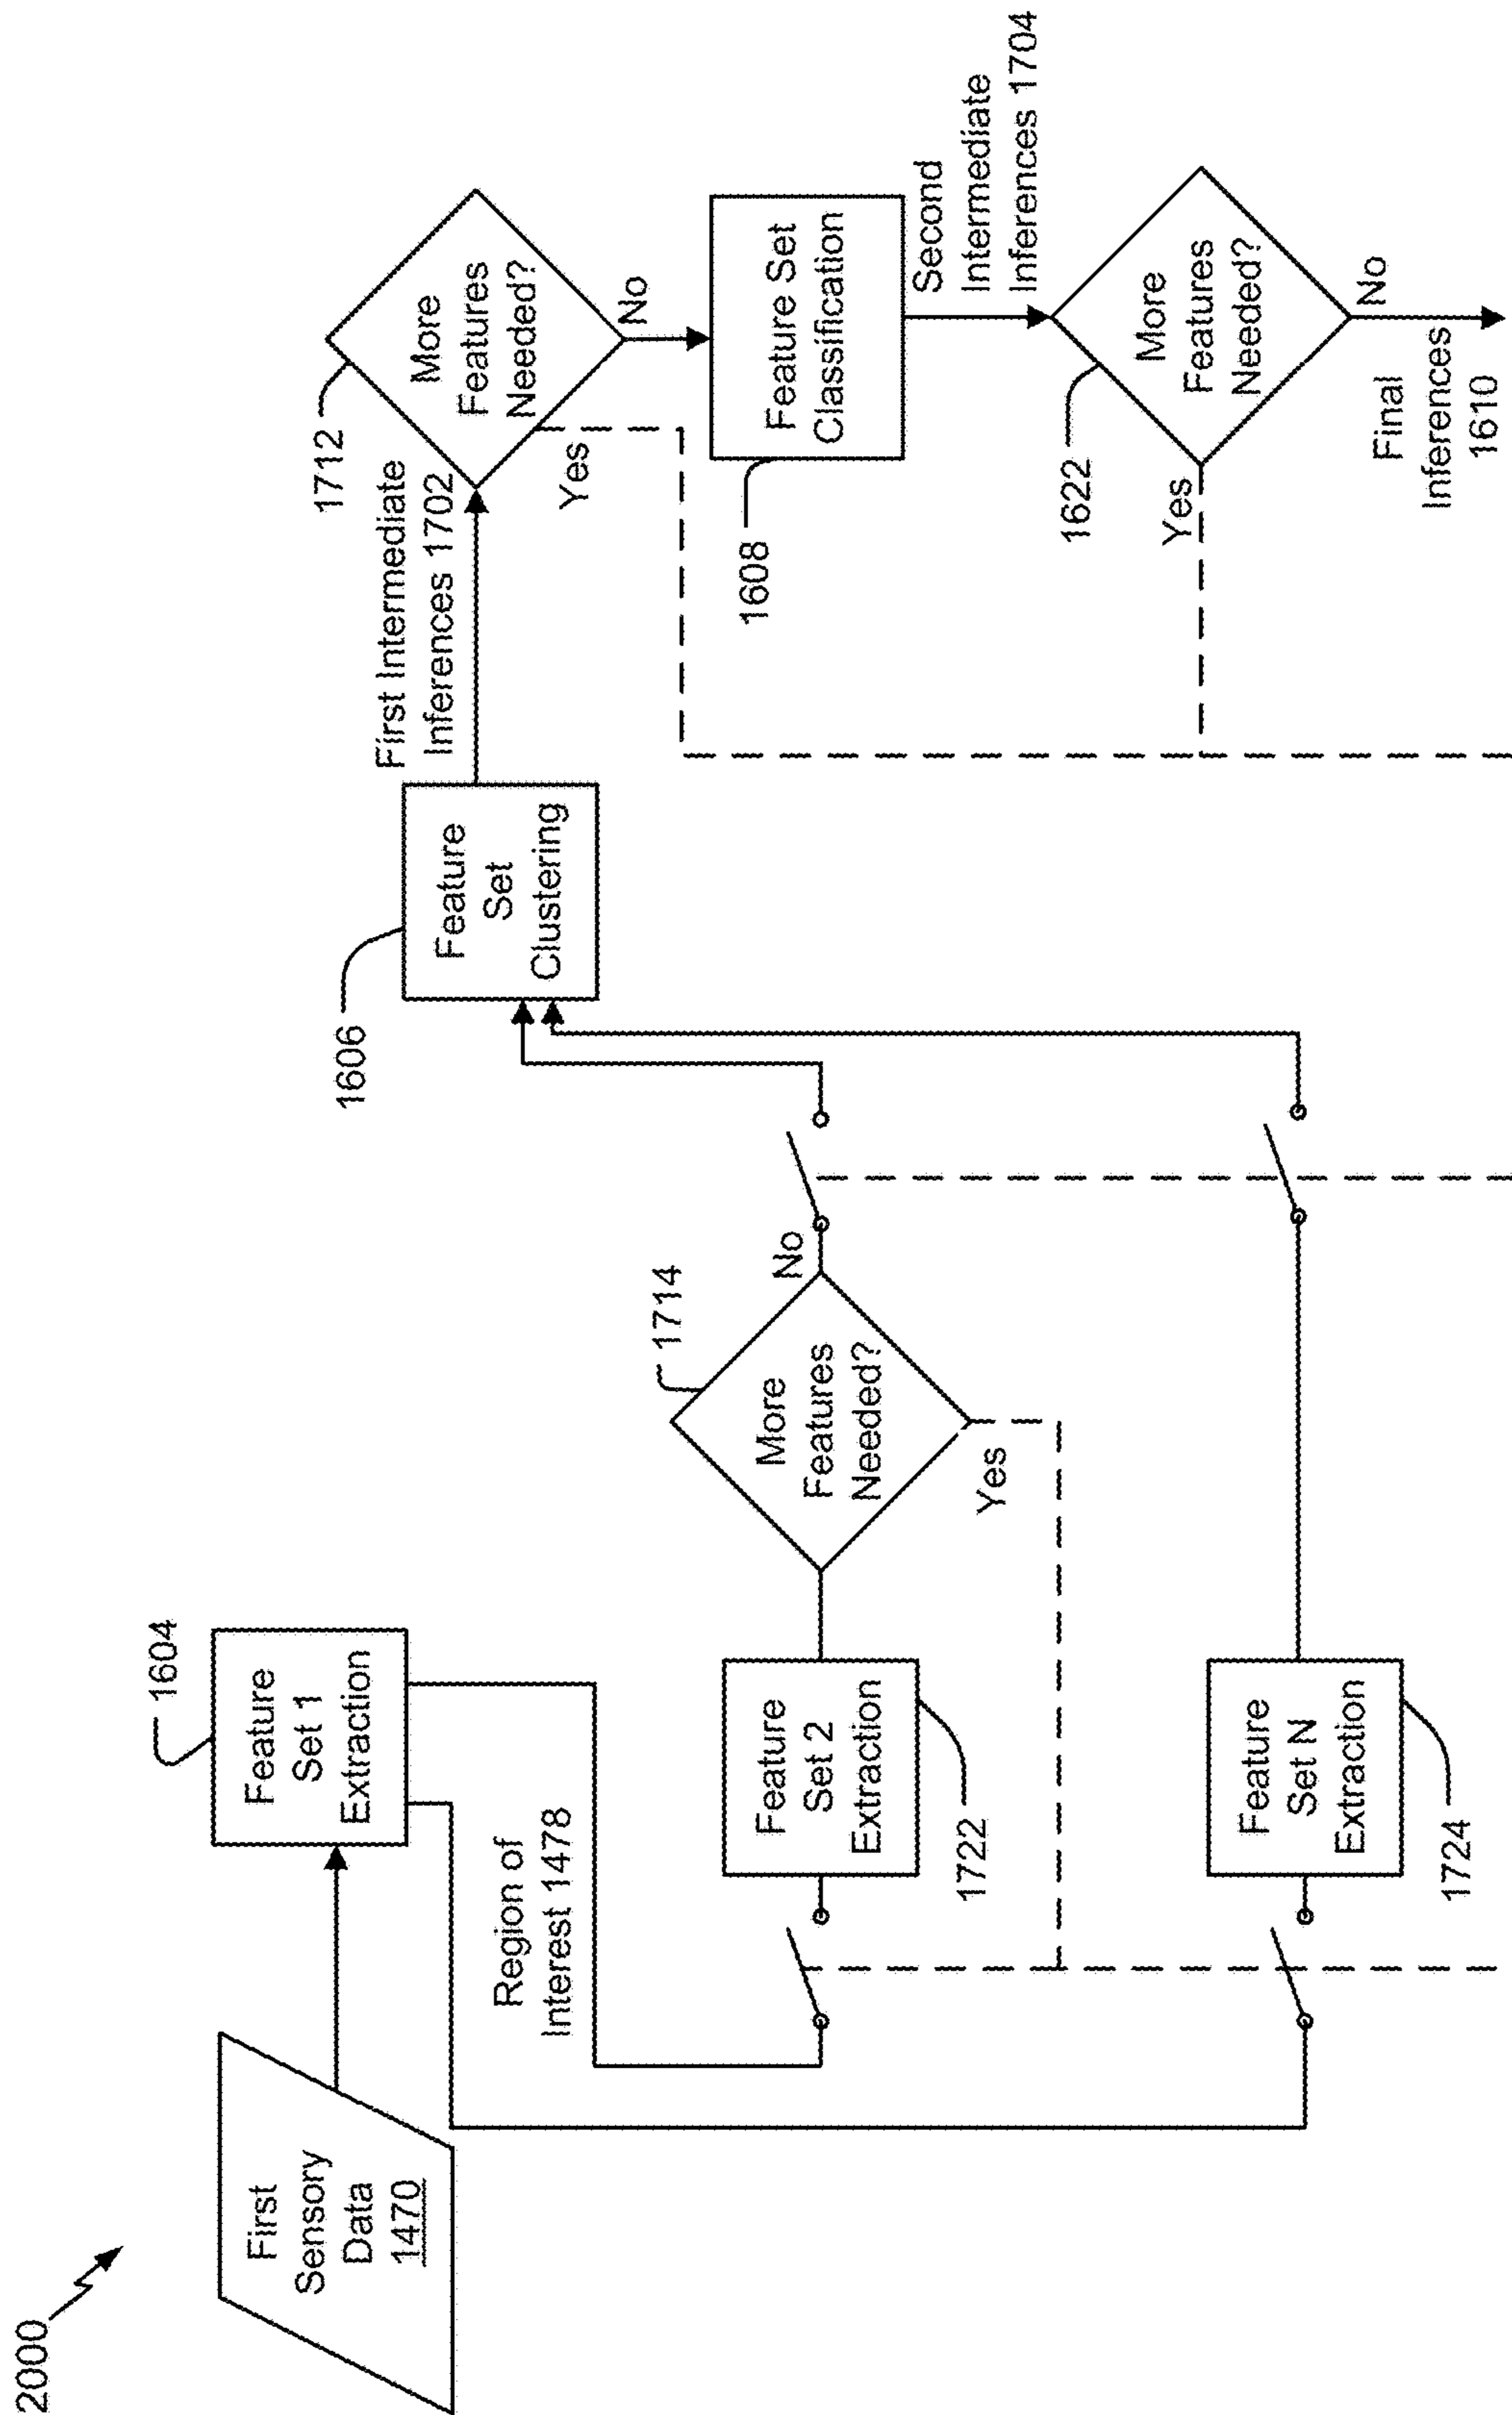 2000
First
Sensory
Data
1470
1604
Feature
Set 1
Extraction
Region of
Interest 1478
Feature
Set 2
Extraction
1722
1714
More
Features
Needed?
No
Yes
Feature
Set N
Extraction
1724
1606
Feature
Set
Clustering
First Intermediate
Inferences 1702
1712
More
Features
Needed?
No
Yes
1608
Feature Set
Classification
Second
Intermediate
Inferences 1704
1622
More
Features
Needed?
Yes
No
Final
Inferences
1610